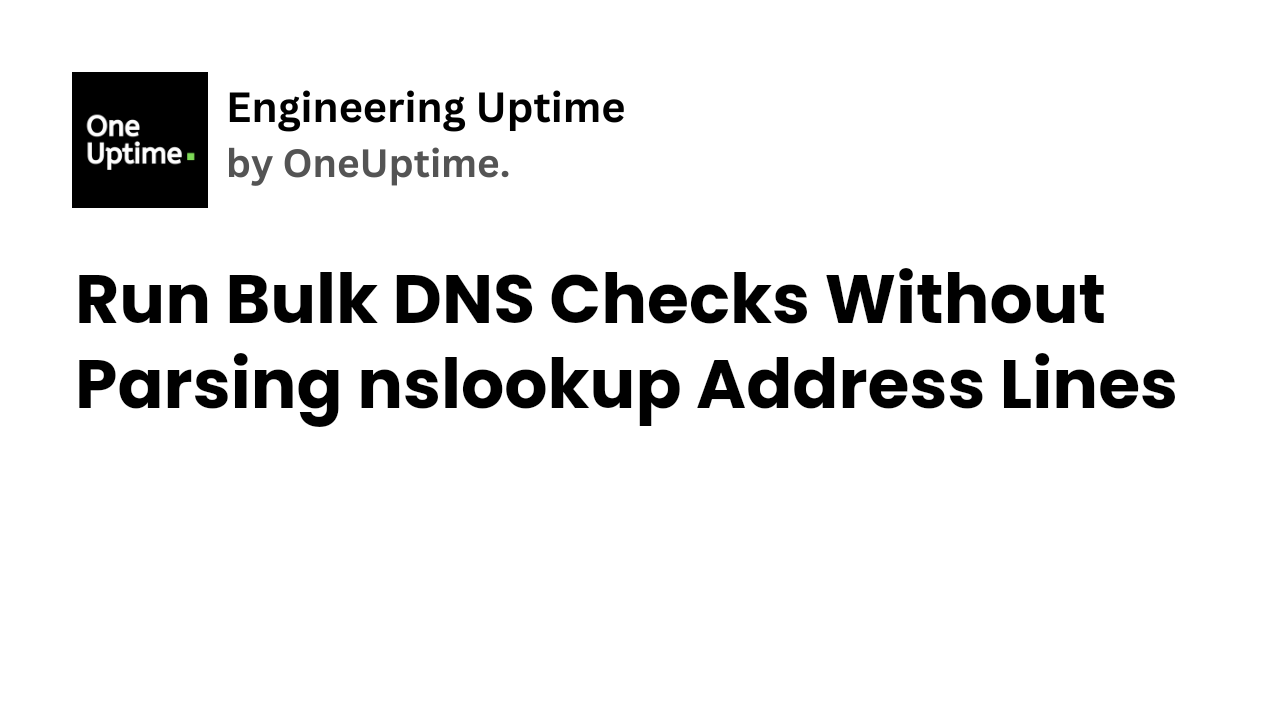 One
Uptime
Engineering Uptime
by OneUptime.
Run Bulk DNS Checks Without
Parsing nslookup Address Lines